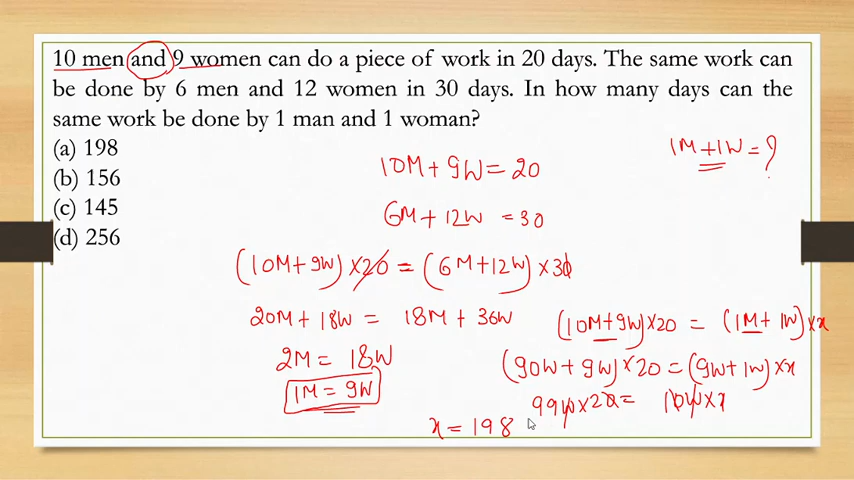 10 men and 9 women can do a piece of work in 20 days. The same work can
be done by 6 men and 12 women in 30 days. In how many days can the
same work be done by 1 man and 1 woman?
(a) 198
(b) 156
(c) 145
(d) 256
1M+1W=?
10M+9W=20
6M+12W=30
(10M+9W)×20=(6M+12W)×30
20M+18W=18M+36W
2M=18W
1M=9W
(10M+9W)×20=(1M+1W)×x
(90W+9W)×20=(9W+1W)×x
99W×20=10W×x
x=198